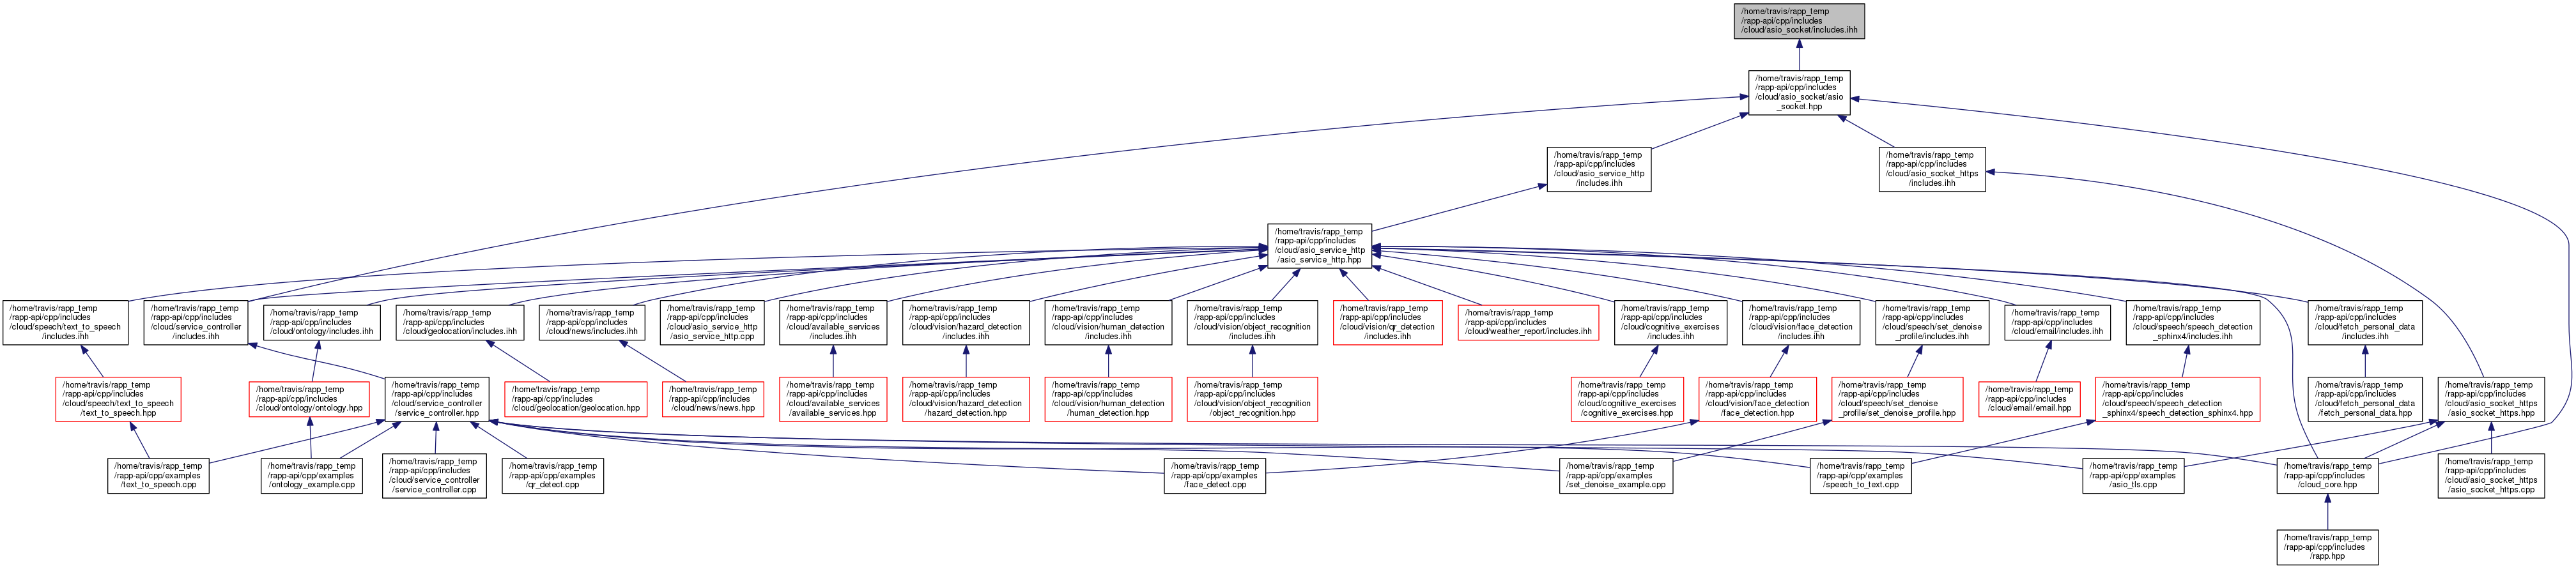 /home/travis/rapp_temp
/rapp-api/cpp/includes
/cloud/asio_socket/includes.ihh
/home/travis/rapp_temp
/rapp-api/cpp/includes
/cloud/asio_socket/asio
_socket.hpp
/home/travis/rapp_temp
/rapp-api/cpp/includes
/cloud/asio_service_http
/includes.ihh
/home/travis/rapp_temp
/rapp-api/cpp/includes
/cloud/asio_socket_https
/includes.ihh
/home/travis/rapp_temp
/rapp-api/cpp/includes
/cloud/asio_service_http
/asio_service_http.hpp
/home/travis/rapp_temp
/rapp-api/cpp/includes
/cloud/speech/text_to_speech
/includes.ihh
/home/travis/rapp_temp
/rapp-api/cpp/includes
/cloud/service_controller
/includes.ihh
/home/travis/rapp_temp
/rapp-api/cpp/includes
/cloud/ontology/includes.ihh
/home/travis/rapp_temp
/rapp-api/cpp/includes
/cloud/geolocation/includes.ihh
/home/travis/rapp_temp
/rapp-api/cpp/includes
/cloud/news/includes.ihh
/home/travis/rapp_temp
/rapp-api/cpp/includes
/cloud/asio_service_http
/asio_service_http.cpp
/home/travis/rapp_temp
/rapp-api/cpp/includes
/cloud/available_services
/includes.ihh
/home/travis/rapp_temp
/rapp-api/cpp/includes
/cloud/vision/hazard_detection
/includes.ihh
/home/travis/rapp_temp
/rapp-api/cpp/includes
/cloud/vision/human_detection
/includes.ihh
/home/travis/rapp_temp
/rapp-api/cpp/includes
/cloud/vision/object_recognition
/includes.ihh
/home/travis/rapp_temp
/rapp-api/cpp/includes
/cloud/vision/qr_detection
/includes.ihh
/home/travis/rapp_temp
/rapp-api/cpp/includes
/cloud/weather_report/includes.ihh
/home/travis/rapp_temp
/rapp-api/cpp/includes
/cloud/cognitive_exercises
/includes.ihh
/home/travis/rapp_temp
/rapp-api/cpp/includes
/cloud/vision/face_detection
/includes.ihh
/home/travis/rapp_temp
/rapp-api/cpp/includes
/cloud/speech/set_denoise
_profile/includes.ihh
/home/travis/rapp_temp
/rapp-api/cpp/includes
/cloud/email/includes.ihh
/home/travis/rapp_temp
/rapp-api/cpp/includes
/cloud/speech/speech_detection
_sphinx4/includes.ihh
/home/travis/rapp_temp
/rapp-api/cpp/includes
/cloud/fetch_personal_data
/includes.ihh
/home/travis/rapp_temp
/rapp-api/cpp/includes
/cloud/speech/text_to_speech
/text_to_speech.hpp
/home/travis/rapp_temp
/rapp-api/cpp/includes
/cloud/ontology/ontology.hpp
/home/travis/rapp_temp
/rapp-api/cpp/includes
/cloud/service_controller
/service_controller.hpp
/home/travis/rapp_temp
/rapp-api/cpp/includes
/cloud/geolocation/geolocation.hpp
/home/travis/rapp_temp
/rapp-api/cpp/includes
/cloud/news/news.hpp
/home/travis/rapp_temp
/rapp-api/cpp/includes
/cloud/available_services
/available_services.hpp
/home/travis/rapp_temp
/rapp-api/cpp/includes
/cloud/vision/hazard_detection
/hazard_detection.hpp
/home/travis/rapp_temp
/rapp-api/cpp/includes
/cloud/vision/human_detection
/human_detection.hpp
/home/travis/rapp_temp
/rapp-api/cpp/includes
/cloud/vision/object_recognition
/object_recognition.hpp
/home/travis/rapp_temp
/rapp-api/cpp/includes
/cloud/cognitive_exercises
/cognitive_exercises.hpp
/home/travis/rapp_temp
/rapp-api/cpp/includes
/cloud/vision/face_detection
/face_detection.hpp
/home/travis/rapp_temp
/rapp-api/cpp/includes
/cloud/speech/set_denoise
_profile/set_denoise_profile.hpp
/home/travis/rapp_temp
/rapp-api/cpp/includes
/cloud/email/email.hpp
/home/travis/rapp_temp
/rapp-api/cpp/includes
/cloud/speech/speech_detection
_sphinx4/speech_detection_sphinx4.hpp
/home/travis/rapp_temp
/rapp-api/cpp/includes
/cloud/fetch_personal_data
/fetch_personal_data.hpp
/home/travis/rapp_temp
/rapp-api/cpp/includes
/cloud/asio_socket_https
/asio_socket_https.hpp
/home/travis/rapp_temp
/rapp-api/cpp/examples
/text_to_speech.cpp
/home/travis/rapp_temp
/rapp-api/cpp/examples
/ontology_example.cpp
/home/travis/rapp_temp
/rapp-api/cpp/includes
/cloud/service_controller
/service_controller.cpp
/home/travis/rapp_temp
/rapp-api/cpp/examples
/qr_detect.cpp
/home/travis/rapp_temp
/rapp-api/cpp/examples
/face_detect.cpp
/home/travis/rapp_temp
/rapp-api/cpp/examples
/set_denoise_example.cpp
/home/travis/rapp_temp
/rapp-api/cpp/examples
/speech_to_text.cpp
/home/travis/rapp_temp
/rapp-api/cpp/examples
/asio_tls.cpp
/home/travis/rapp_temp
/rapp-api/cpp/includes
/cloud_core.hpp
/home/travis/rapp_temp
/rapp-api/cpp/includes
/cloud/asio_socket_https
/asio_socket_https.cpp
/home/travis/rapp_temp
/rapp-api/cpp/includes
/rapp.hpp